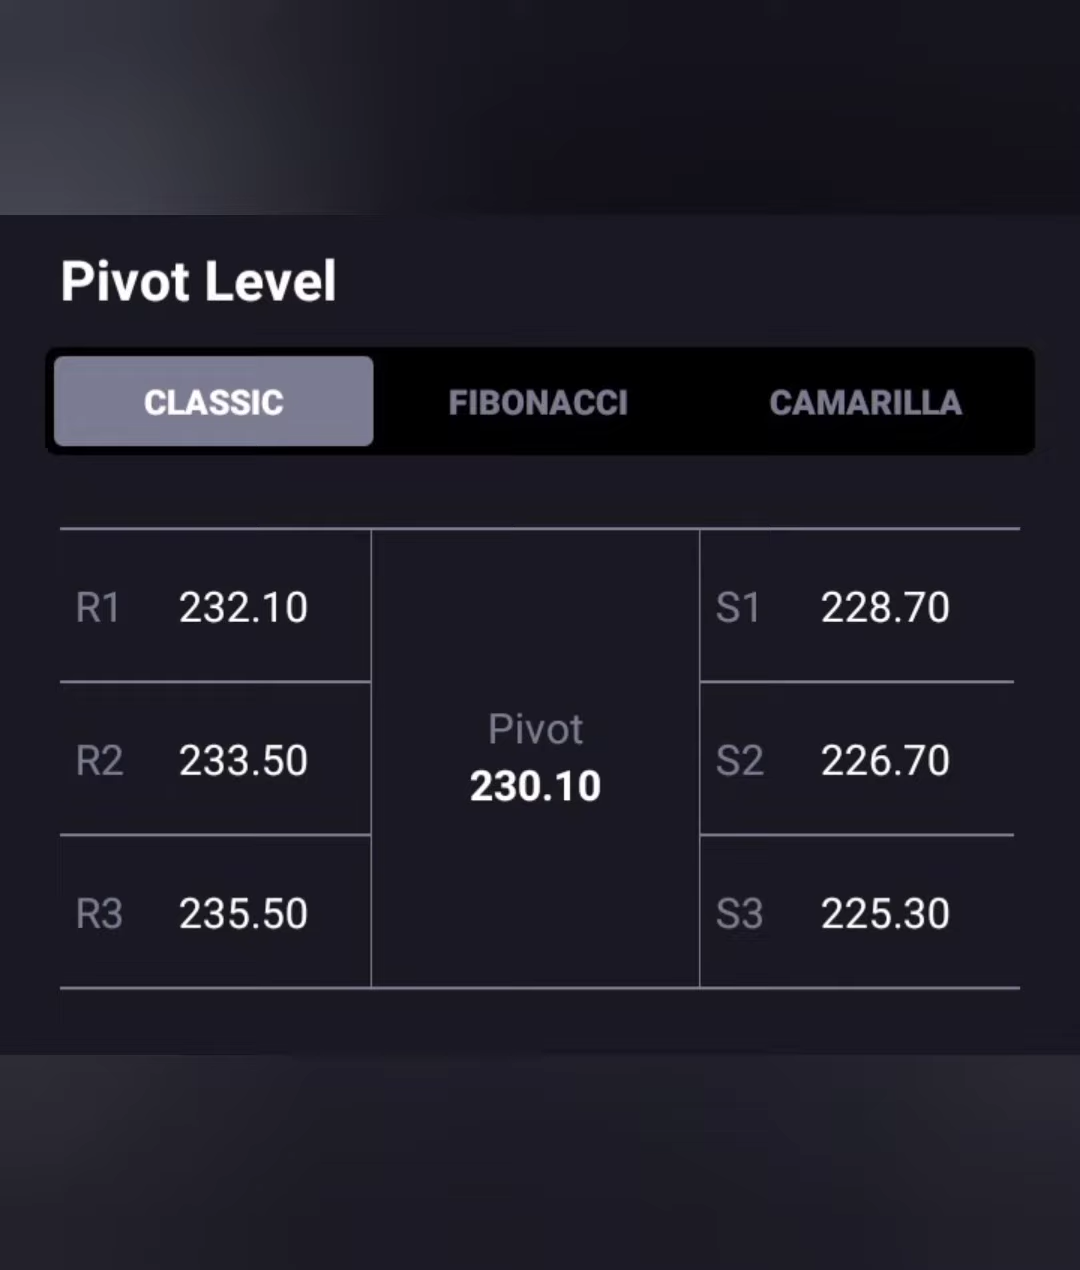 Pivot Level
CLASSIC FIBONACCI CAMARILLA
R1 232.10 S1 228.70
Pivot
R2 233.50 S2 226.70
230.10
R3 235.50 S3 225.30